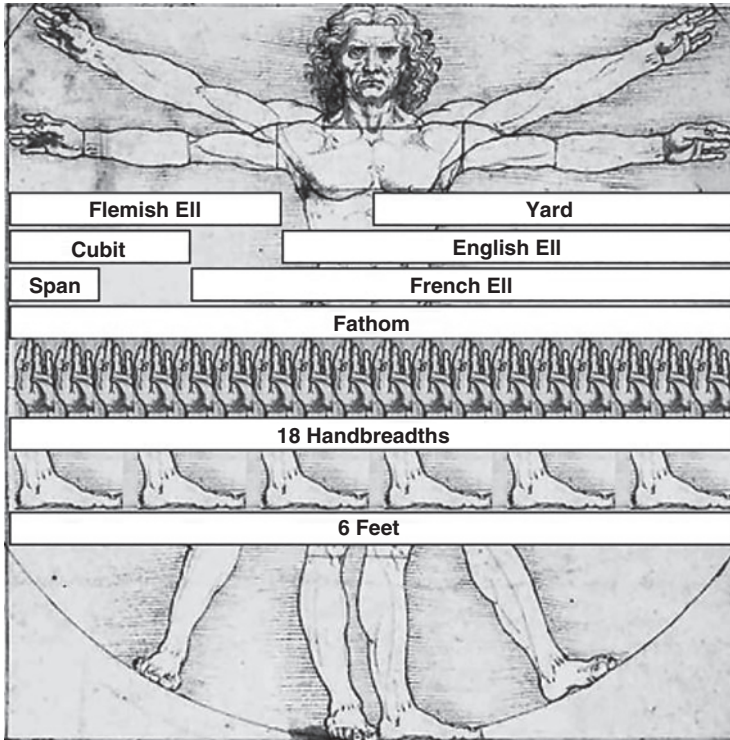 Flemish Ell Yard
Cubit English Ell
Span French Ell
Fathom
18 Handbreadths
6 Feet